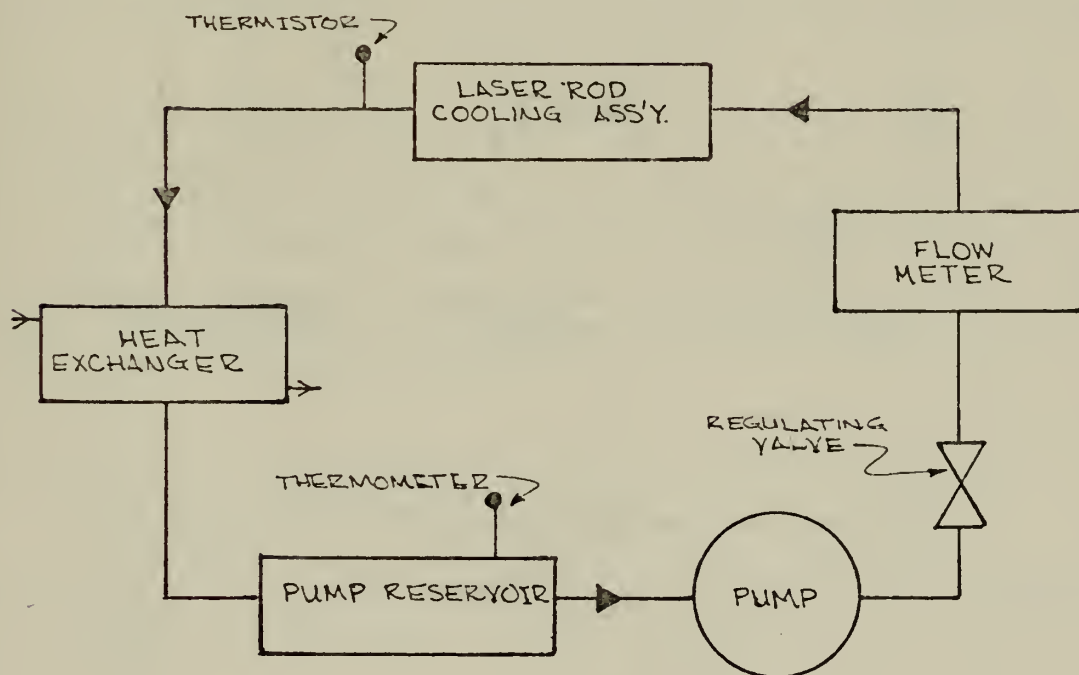 THERMISTOR
LASER ROD
COOLING ASS'Y.
FLOW
METER
HEAT
EXCHANGER
REGULATING
VALVE
THERMOMETER
PUMP RESERVOIR
PUMP